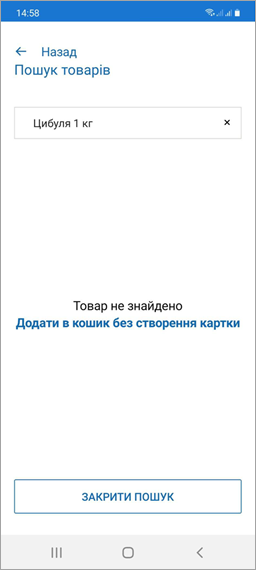 14:58
Назад
Пошук товарів
Цибуля 1 кг
Товар не знайдено
Додати в кошик без створення картки
ЗАКРИТИ ПОШУК